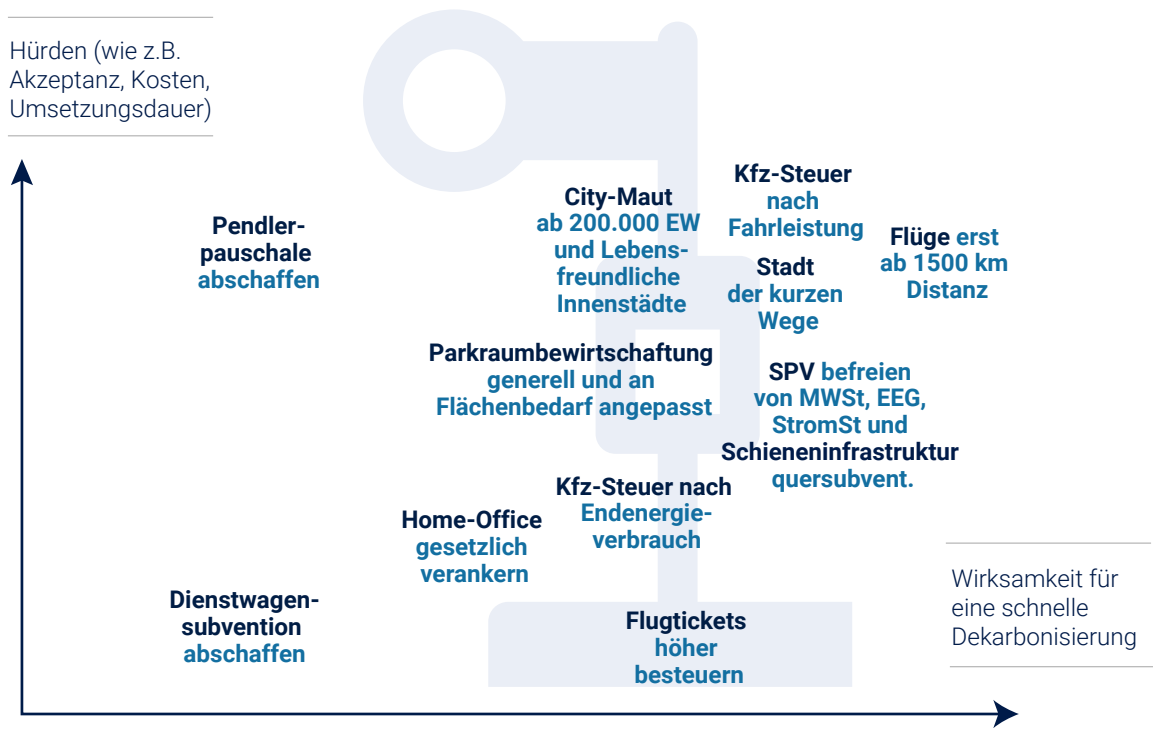 Hürden (wie z.B.
Akzeptanz, Kosten,
Umsetzungsdauer)
Pendler-
pauschale
abschaffen
City-Maut
ab 200.000 EW
und Lebens-
freundliche
Innenstädte
Kfz-Steuer
nach
Fahrleistung
Flüge erst
ab 1500 km
Distanz
Stadt
der kurzen
Wege
Parkraumbewirtschaftung
generell und an
Flächenbedarf angepasst
SPV befreien
von MWSt, EEG,
StromSt und
Schieneninfrastruktur
quersubvent.
Kfz-Steuer nach
Endenergie-
verbrauch
Home-Office
gesetzlich
verankern
Dienstwagen-
subvention
abschaffen
Flugtickets
höher
besteuern
Wirksamkeit für
eine schnelle
Dekarbonisierung